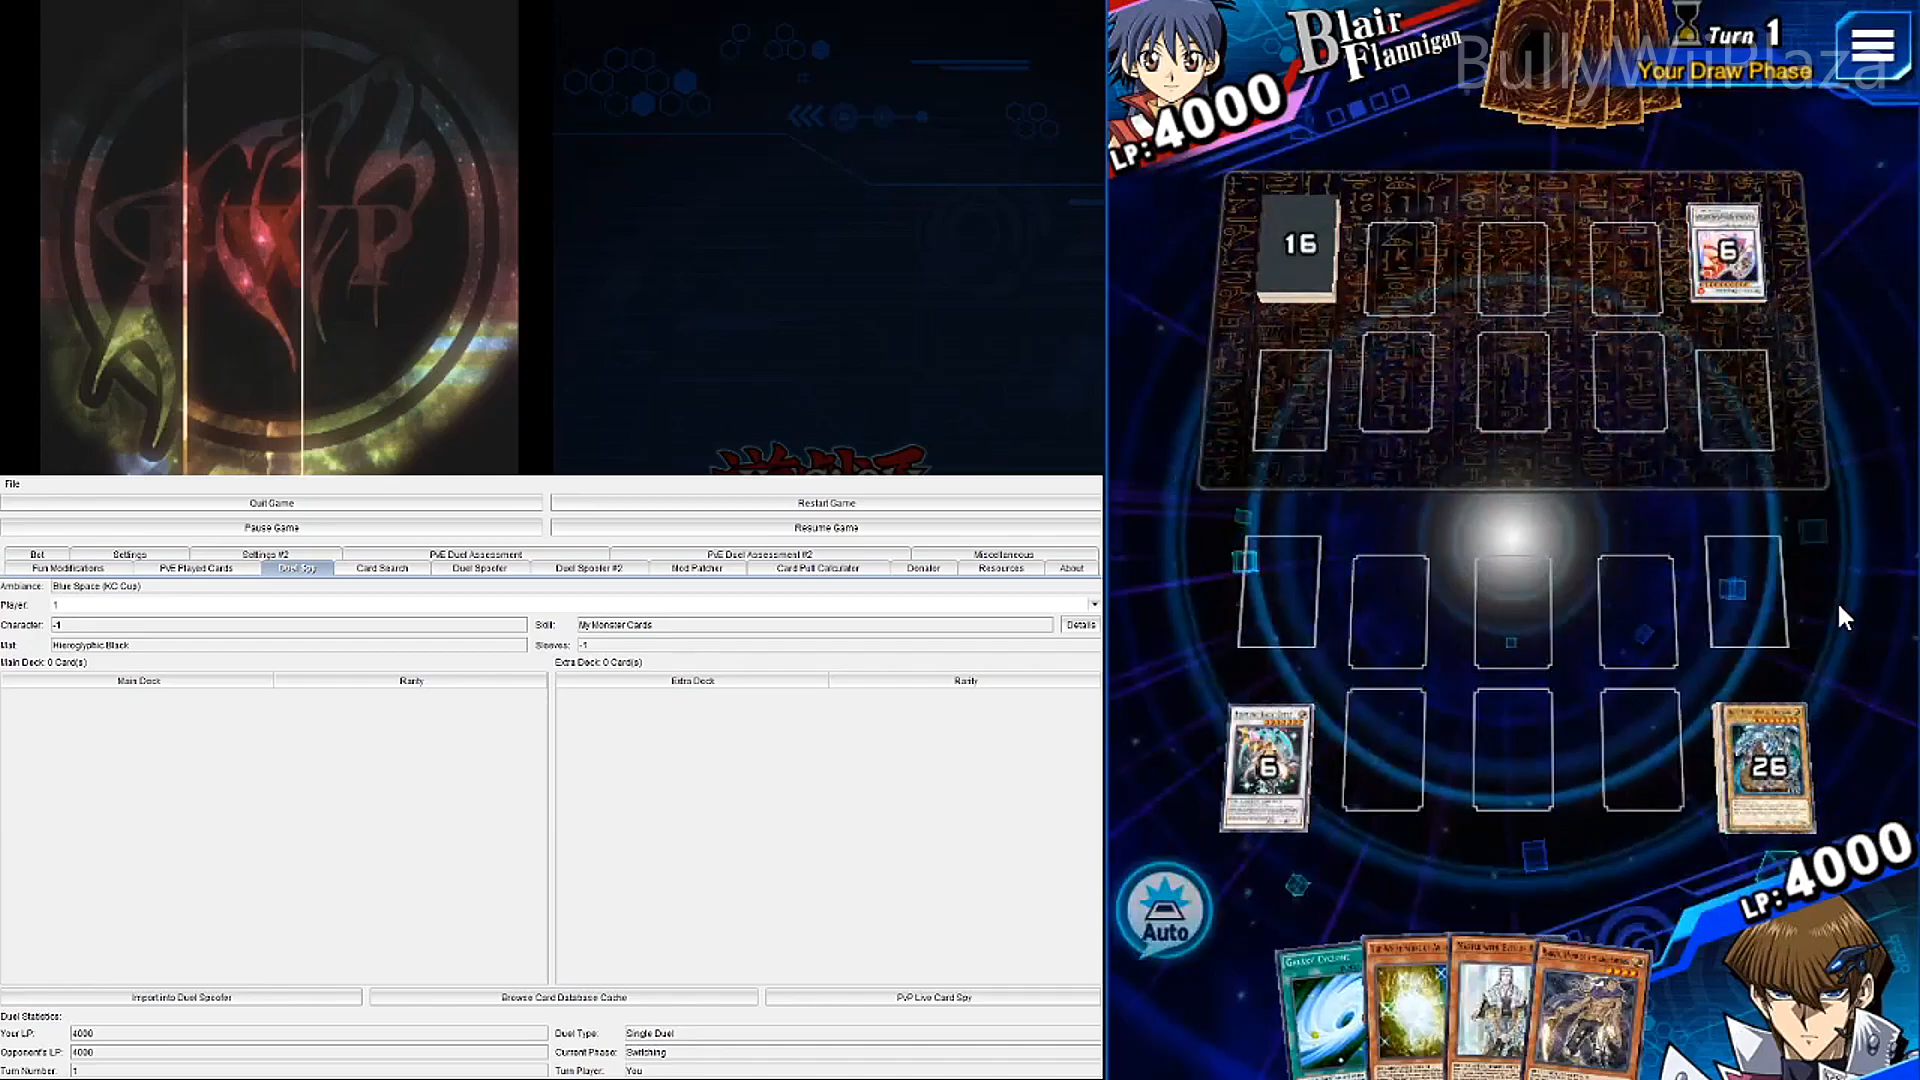 BWP
Blair
Flannigan
Turn 1
Your Draw Phase
BullyWiiPlaza
LP: 4000
16
6
File
Quit Game
Restart Game
Pause Game
Resume Game
Bot
Settings
Settings #2
PvE Duel Assessment
PvE Duel Assessment #2
Miscellaneous
Fun Modifications
PvE Played Cards
Duel Spy
Card Search
Duel Spoofer
Duel Spoofer #2
Mod Patcher
Card Pull Calculator
Donator
Resources
About
Ambiance: Blue Space (KC Cup)
Player: 1
Character: -1
Skill: My Monster Cards
Details
Mat: Hieroglyphic Black
Sleeves: -1
Main Deck: 0 Card(s)
Extra Deck: 0 Card(s)
Main Deck
Rarity
Extra Deck
Rarity
6
26
LP: 4000
Auto
Galaxy Cyclone
Import into Duel Spoofer
Browse Card Database Cache
PvP Live Card Spy
Duel Statistics:
Your LP: 4000
Duel Type: Single Duel
Opponent's LP: 4000
Current Phase: Switching
Turn Number: 1
Turn Player: You